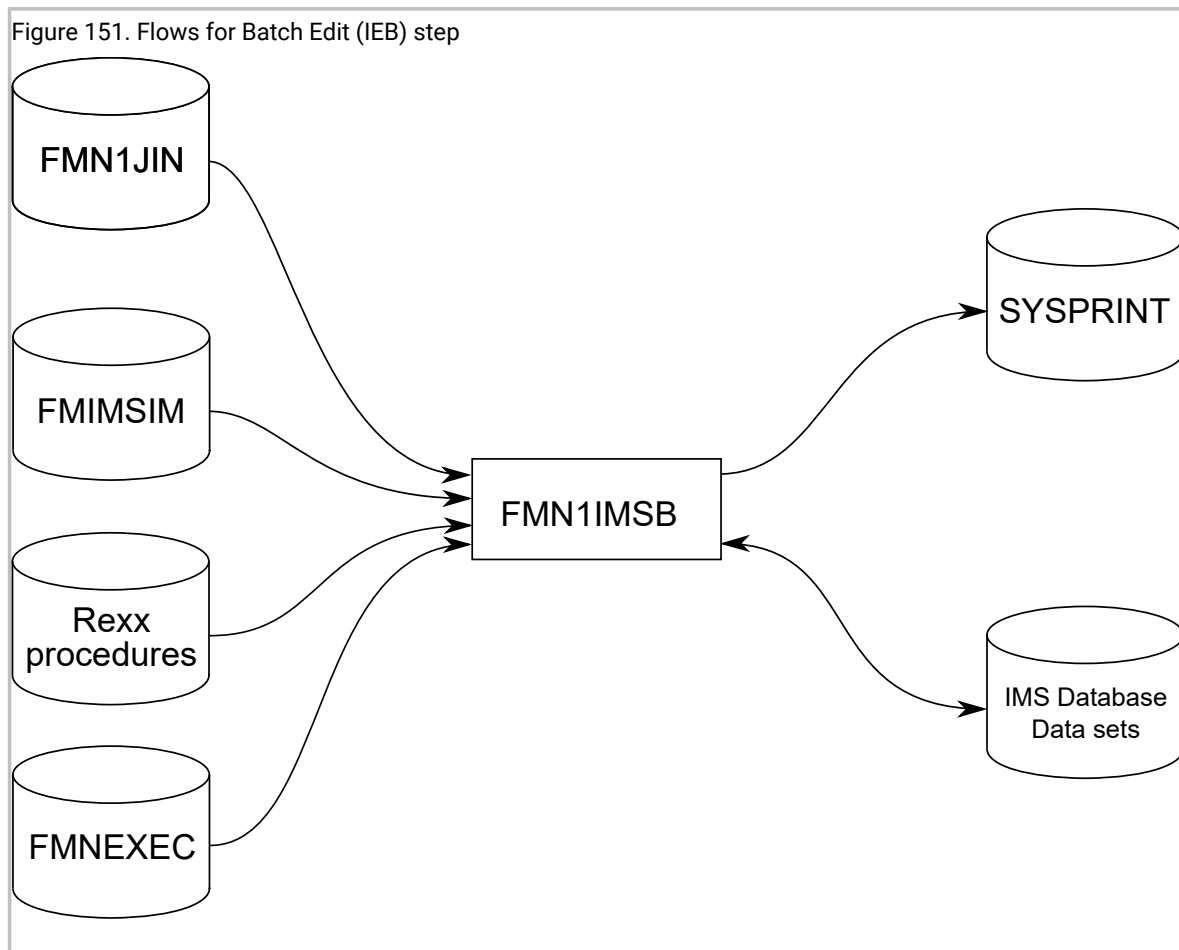 Figure 151. Flows for Batch Edit (IEB) step
FMN1JIN
FMIMSIM
Rexx
procedures
FMNEXEC
FMN1IMSB
SYSPRINT
IMS Database
Data sets